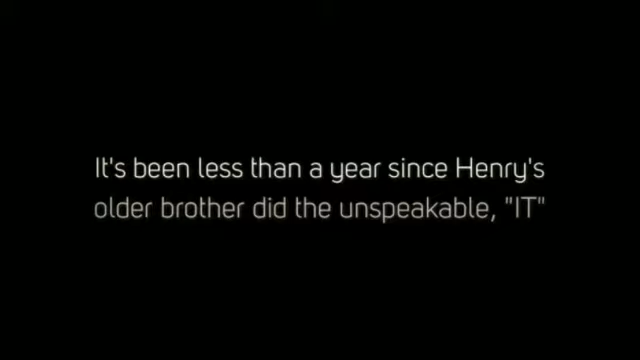 It's been less than a year since Henry's
older brother did the unspeakable, "IT"